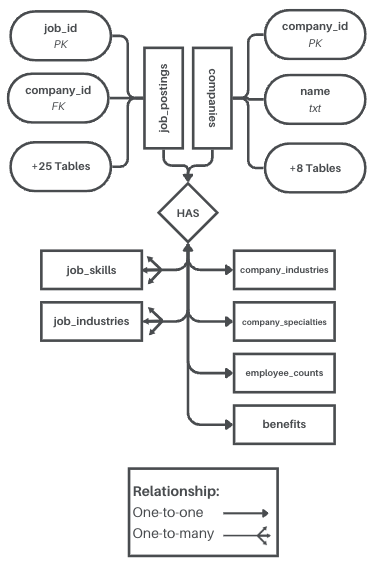 job_id
PK
company_id
FK
+25 Tables
job_postings
companies
company_id
PK
name
txt
+8 Tables
HAS
job_skills
job_industries
company_industries
company_specialties
employee_counts
benefits
Relationship:
One-to-one
One-to-many